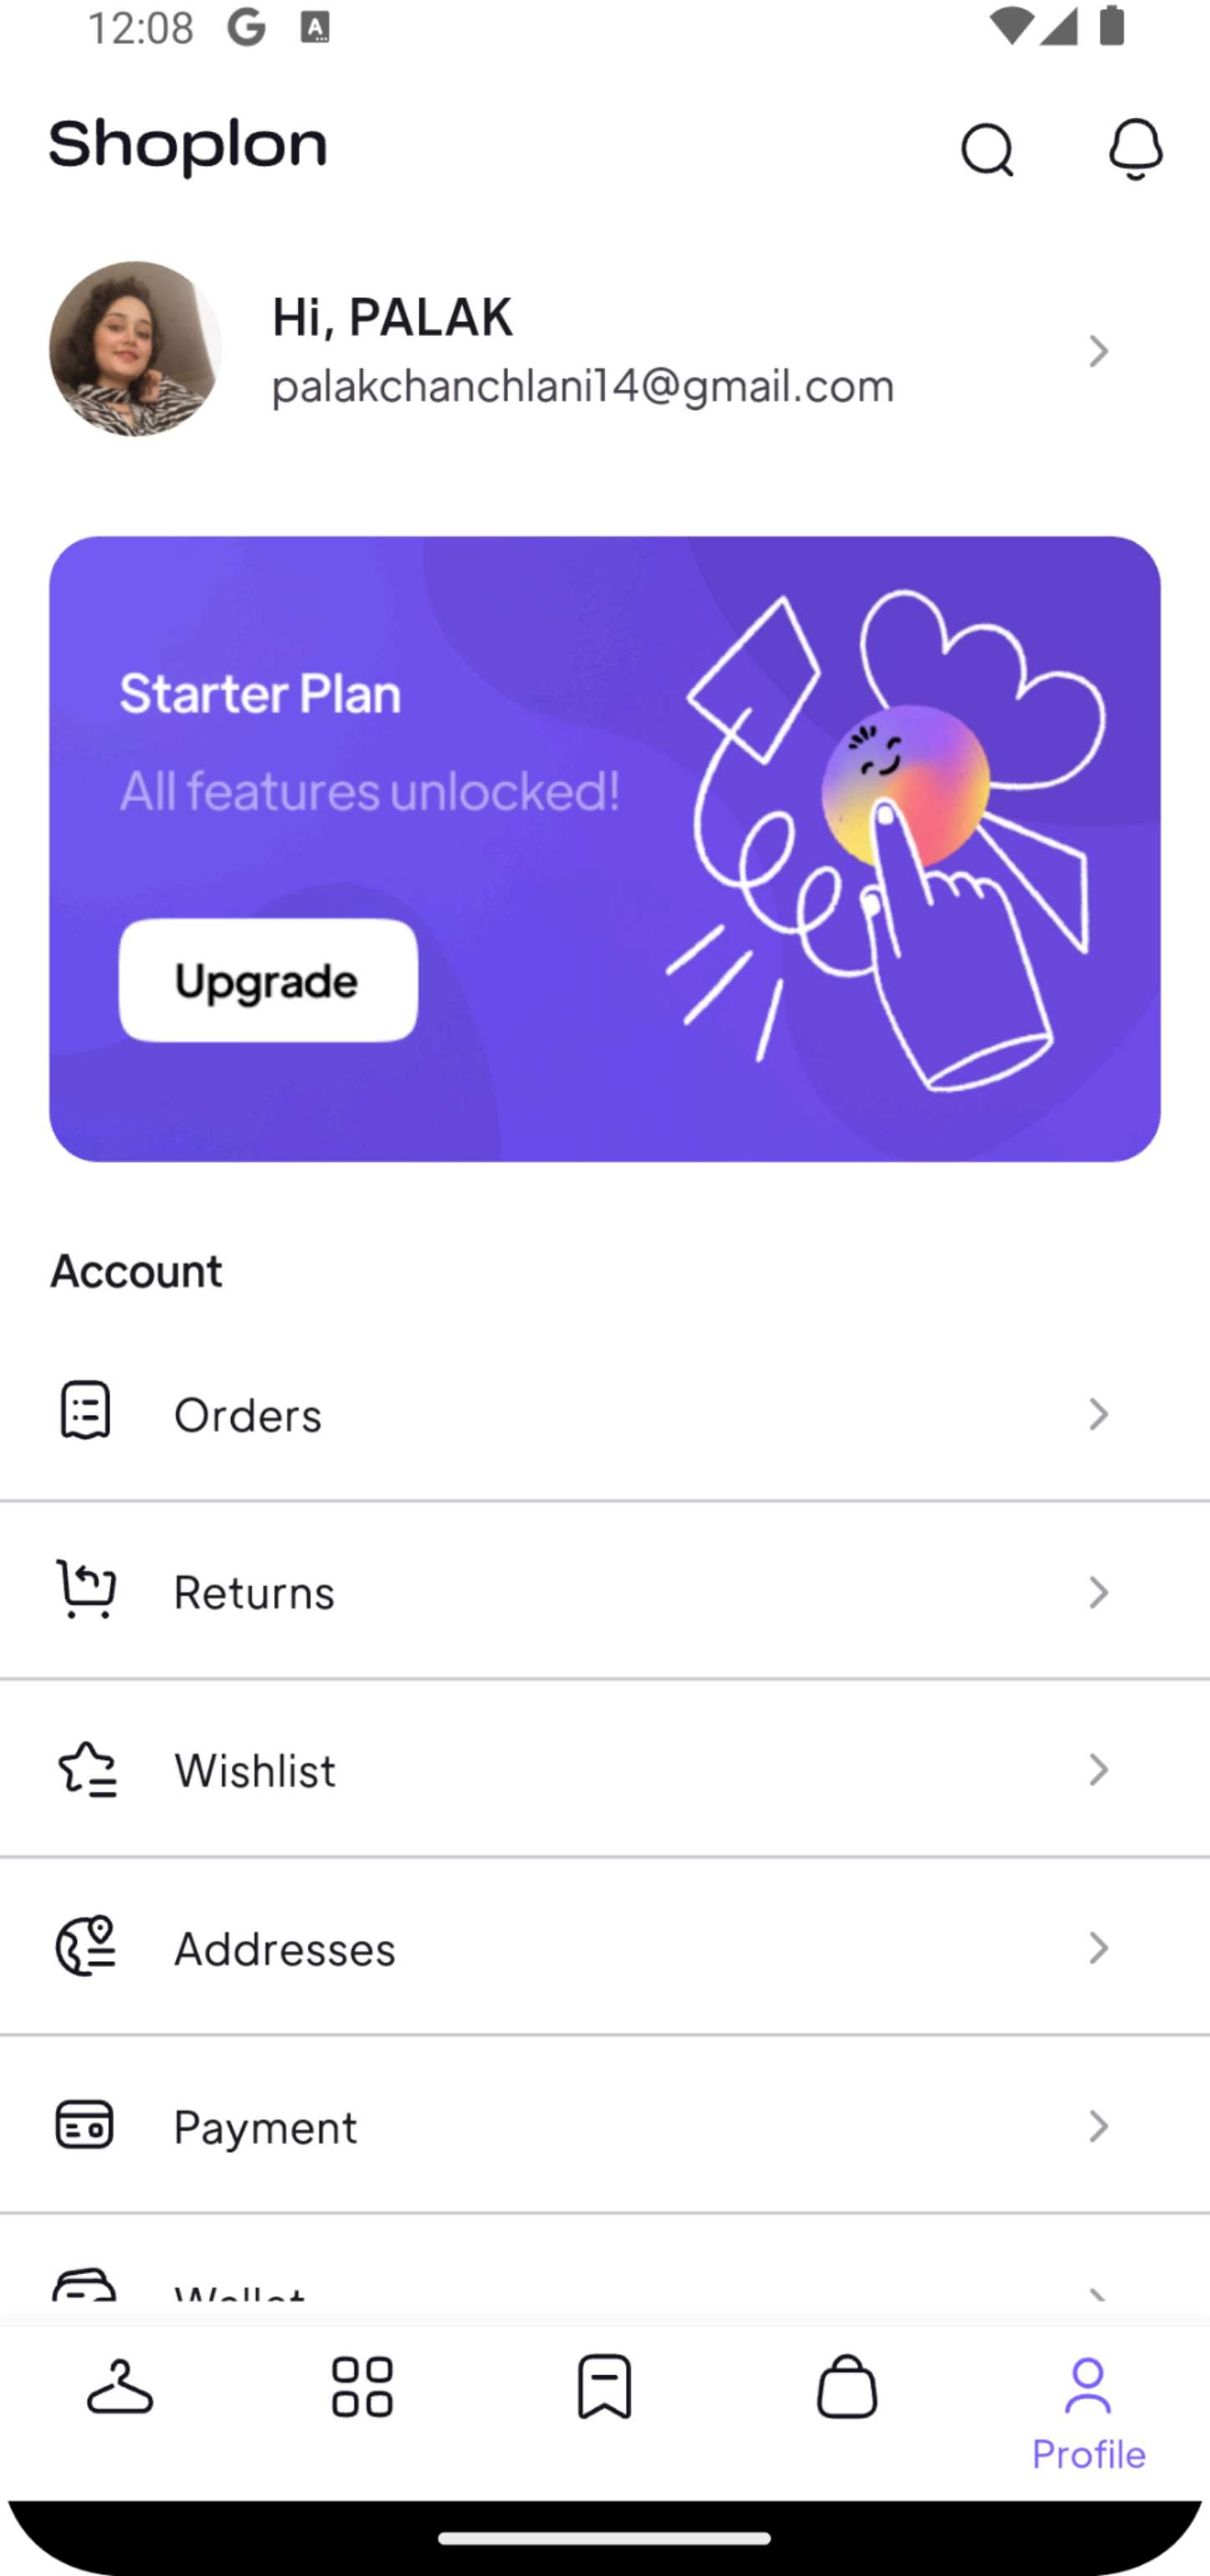 12:08
Shoplon
Hi, PALAK
palakchanchlani14@gmail.com
Starter Plan
All features unlocked!
Upgrade
Account
Orders
Returns
Wishlist
Addresses
Payment
Wallet
Profile